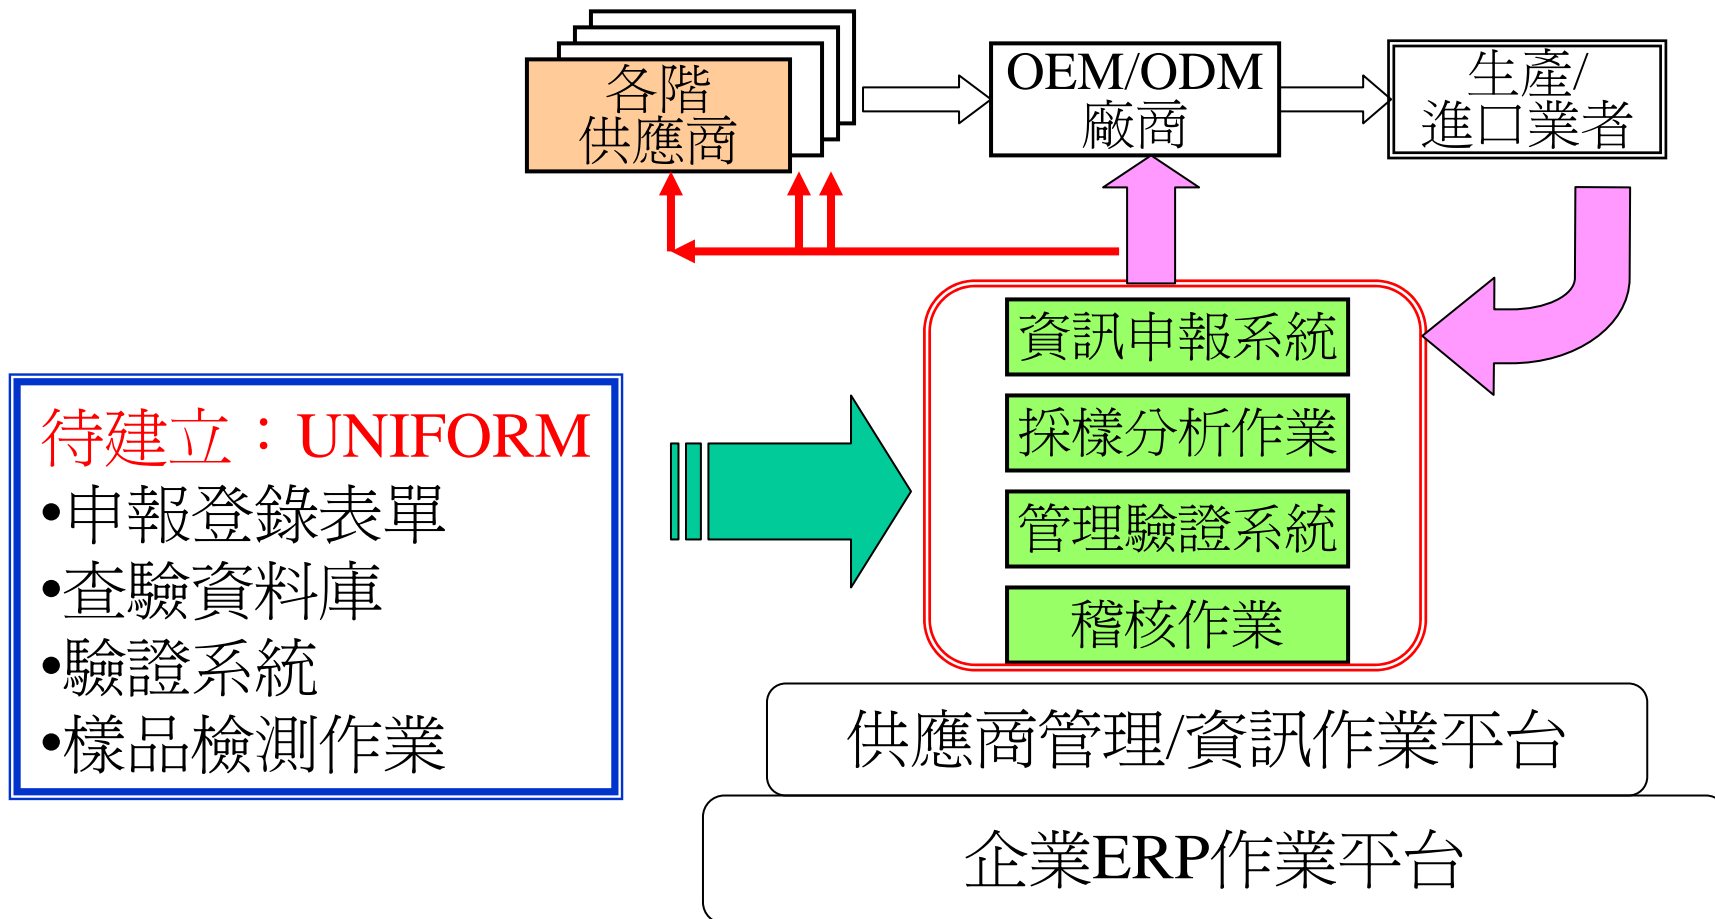 各階
供應商
OEM/ODM
廠商
生產/
進口業者
資訊申報系統
採樣分析作業
管理驗證系統
稽核作業
待建立：UNIFORM
•申報登錄表單
•查驗資料庫
•驗證系統
•樣品檢測作業
供應商管理/資訊作業平台
企業ERP作業平台